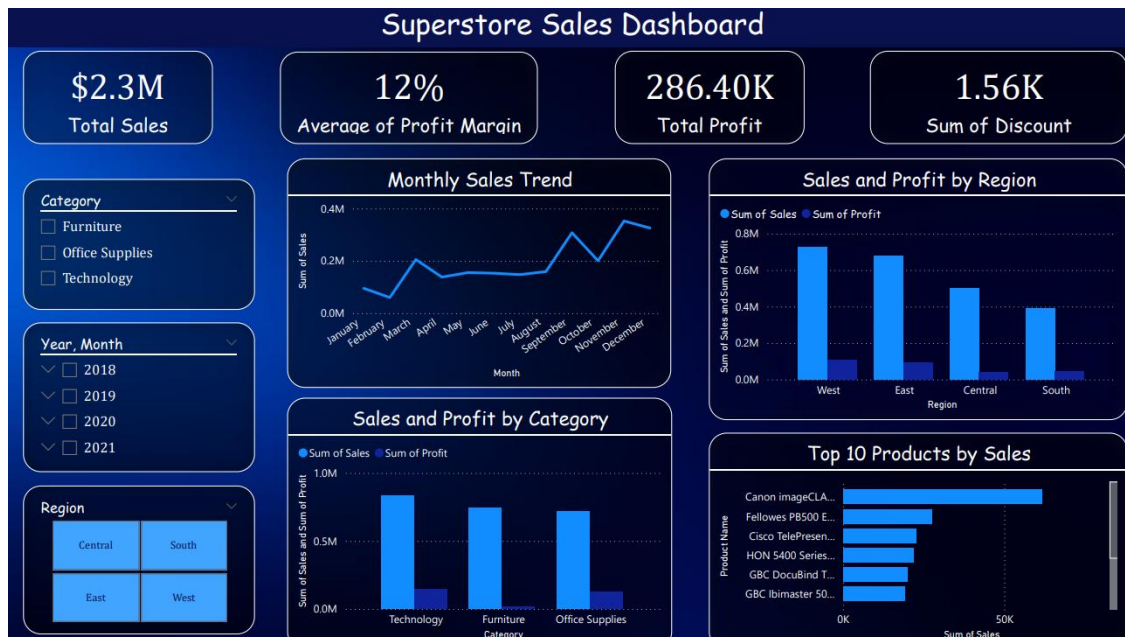 Superstore Sales Dashboard
$2.3M
Total Sales
12%
Average of Profit Margin
286.40K
Total Profit
1.56K
Sum of Discount
Category
Furniture
Office Supplies
Technology
Year, Month
2018
2019
2020
2021
Region
Central
South
East
West
Monthly Sales Trend
Sum of Sales
0.4M
0.2M
0.0M
January
February
March
April
May
June
July
August
September
October
November
December
Month
Sales and Profit by Category
Sum of Sales
Sum of Profit
Sum of Sales and Sum of Profit
1.0M
0.5M
0.0M
Technology
Furniture
Office Supplies
Category
Sales and Profit by Region
Sum of Sales
Sum of Profit
Sum of Sales and Sum of Profit
0.8M
0.6M
0.4M
0.2M
0.0M
West
East
Central
South
Region
Top 10 Products by Sales
Product Name
Canon imageCLA...
Fellowes PB500 E...
Cisco TelePresen...
HON 5400 Series...
GBC DocuBind T...
GBC Ibimaster 50...
0K
50K
Sum of Sales